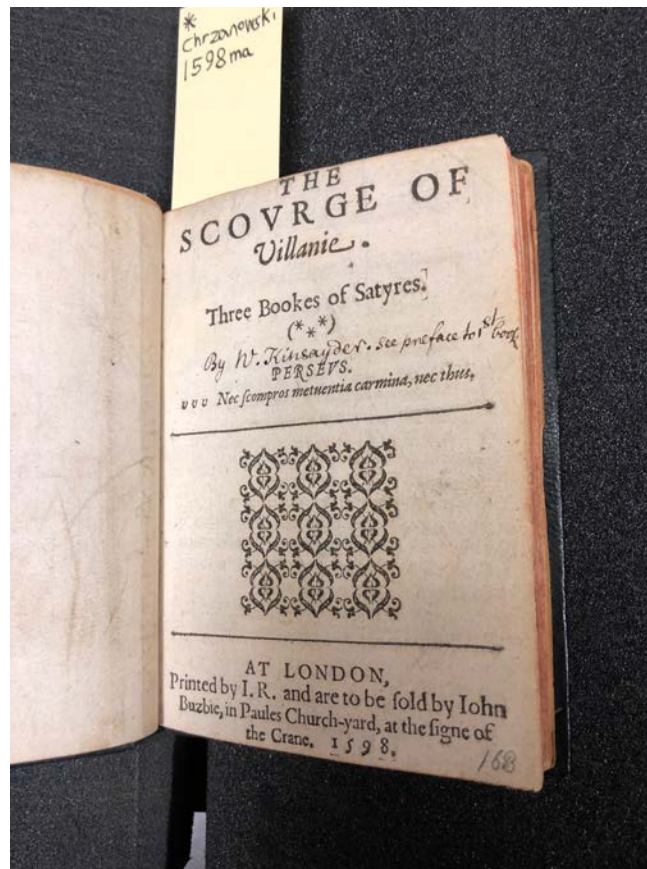 *
Chrzanowski
1598ma
THE
SCOVRGE OF
Villanie.
Three Bookes of Satyres.
(***)
By W. Kinsayder. see preface to 1st book
PERSEVS.
υυυ Nec ſcompros metuentia carmina, nec thus,
AT LONDON,
Printed by I. R. and are to be ſold by Iohn
Buzbie, in Paules Church-yard, at the ſigne of
the Crane. 1598.
168